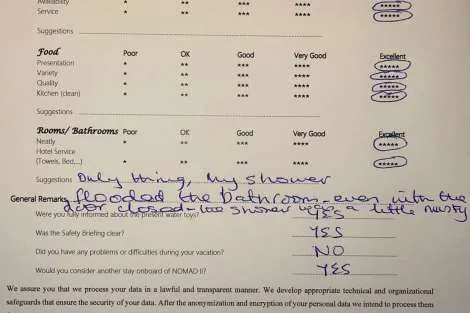 Availability * ** *** **** *****
Service * ** *** **** *****
Suggestions
Food Poor OK Good Very Good Excellent
Presentation * ** *** **** *****
Variety * ** *** **** *****
Quality * ** *** **** *****
Kitchen (clean) * ** *** **** *****
Suggestions
Rooms/ Bathrooms Poor OK Good Very Good Excellent
Neatly * ** *** **** *****
Hotel Service
(Towels, Bed,...) * ** *** **** *****
Suggestions Only thing, My shower
General Remarks flooded the bathroom - even with the
door closed - the shower a little nasty
Were you fully informed about the present water toys? YES
Was the Safety Briefing clear? YES
Did you have any problems or difficulties during your vacation? NO
Would you consider another stay onboard of NOMAD II? YES
We assure you that we process your data in a lawful and transparent manner. We develop appropriate technical and organizational
safeguards that ensure the security of your data. After the anonymization and encryption of your personal data we intend to process them